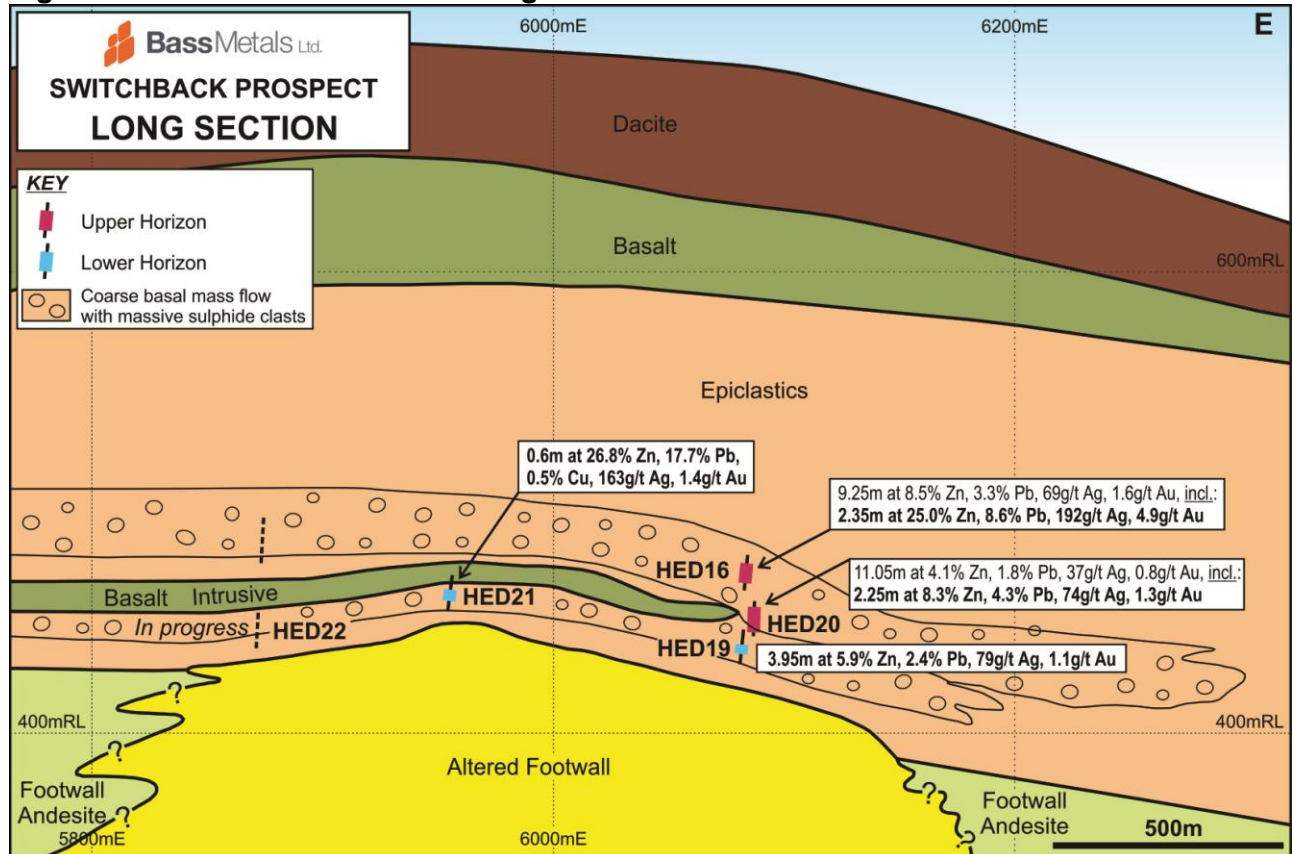 6000mE
6200mE
E
BassMetals Ltd.
SWITCHBACK PROSPECT
LONG SECTION
Dacite
KEY
Upper Horizon
Lower Horizon
Coarse basal mass flow
with massive sulphide clasts
Basalt
600mRL
Epiclastics
0.6m at 26.8% Zn, 17.7% Pb,
0.5% Cu, 163g/t Ag, 1.4g/t Au
9.25m at 8.5% Zn, 3.3% Pb, 69g/t Ag, 1.6g/t Au, incl.:
2.35m at 25.0% Zn, 8.6% Pb, 192g/t Ag, 4.9g/t Au
HED16
11.05m at 4.1% Zn, 1.8% Pb, 37g/t Ag, 0.8g/t Au, incl.:
2.25m at 8.3% Zn, 4.3% Pb, 74g/t Ag, 1.3g/t Au
Basalt Intrusive
HED21
HED20
In progress
HED22
HED19
3.95m at 5.9% Zn, 2.4% Pb, 79g/t Ag, 1.1g/t Au
?
400mRL
400mRL
?
Altered Footwall
Footwall
Andesite
?
?
Footwall
Andesite
?
500m
5800mE
6000mE